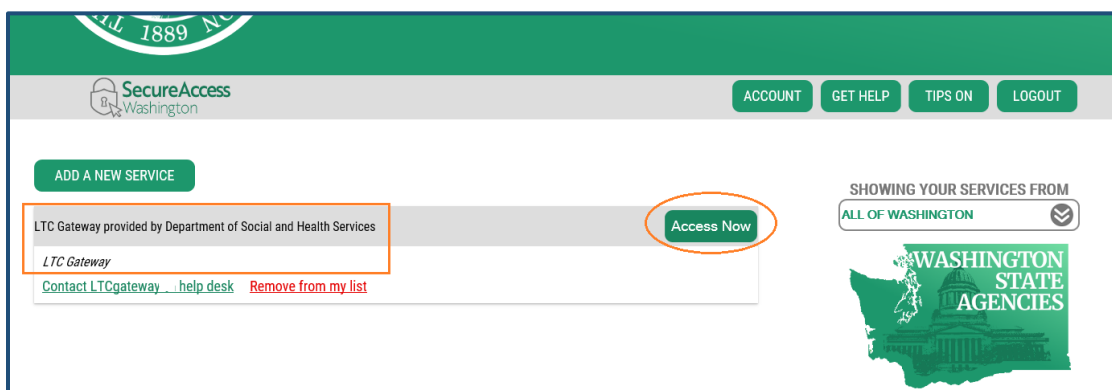 1889
SecureAccess
Washington
ACCOUNT GET HELP TIPS ON LOGOUT
ADD A NEW SERVICE
SHOWING YOUR SERVICES FROM
ALL OF WASHINGTON
LTC Gateway provided by Department of Social and Health Services Access Now
LTC Gateway
Contact LTCgateway help desk Remove from my list
WASHINGTON
STATE
AGENCIES